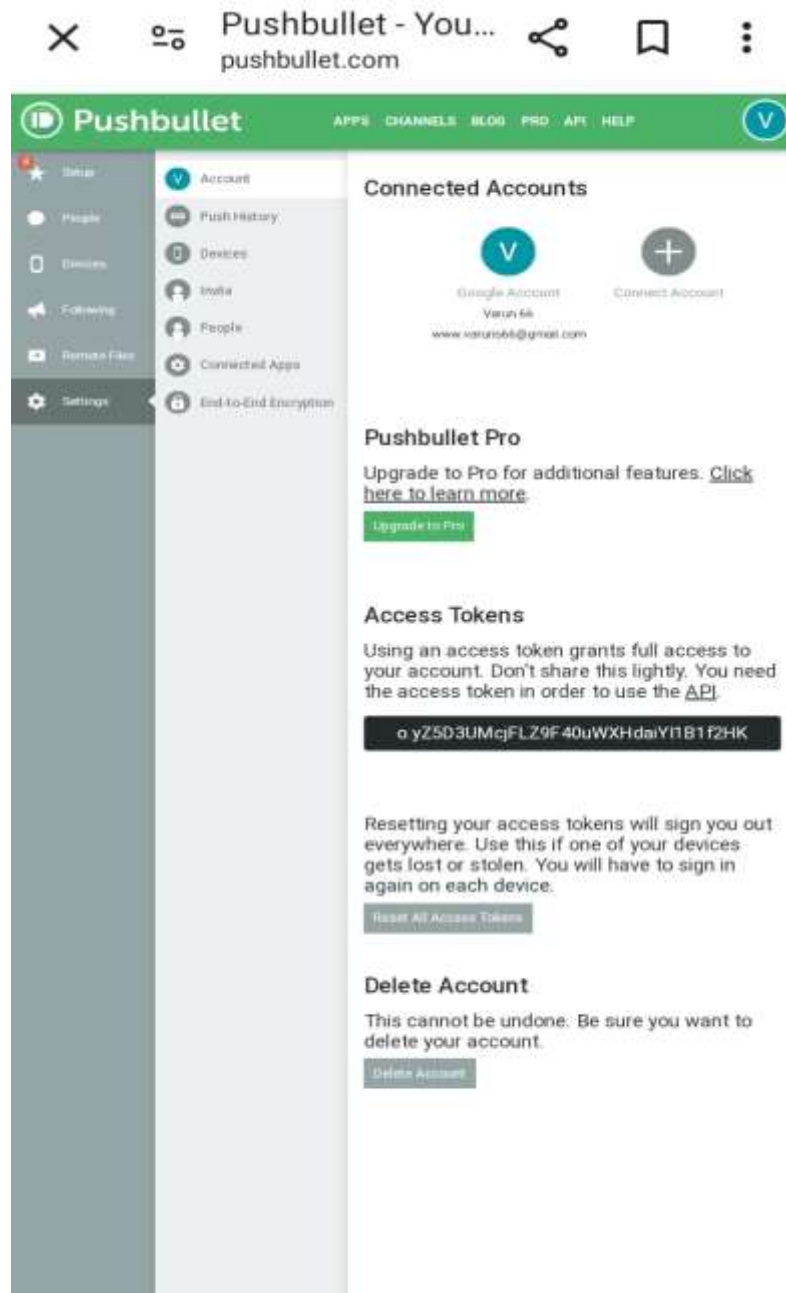 Pushbullet - You...
pushbullet.com
Pushbullet
APPS CHANNELS BLOG PRO API HELP
V
Setup
People
Devices
Following
Remote Files
Settings
V Account
Push History
Devices
Invite
People
Connected Apps
End-to-End Encryption
Connected Accounts
V
Google Account
Connect Account
Varun 66
Pushbullet Pro
Upgrade to Pro for additional features. Click
here to learn more.
Upgrade to Pro
Access Tokens
Using an access token grants full access to
your account. Don't share this lightly. You need
the access token in order to use the API.
Resetting your access tokens will sign you out
everywhere. Use this if one of your devices
gets lost or stolen. You will have to sign in
again on each device.
Reset All Access Tokens
Delete Account
This cannot be undone. Be sure you want to
delete your account.
Delete Account